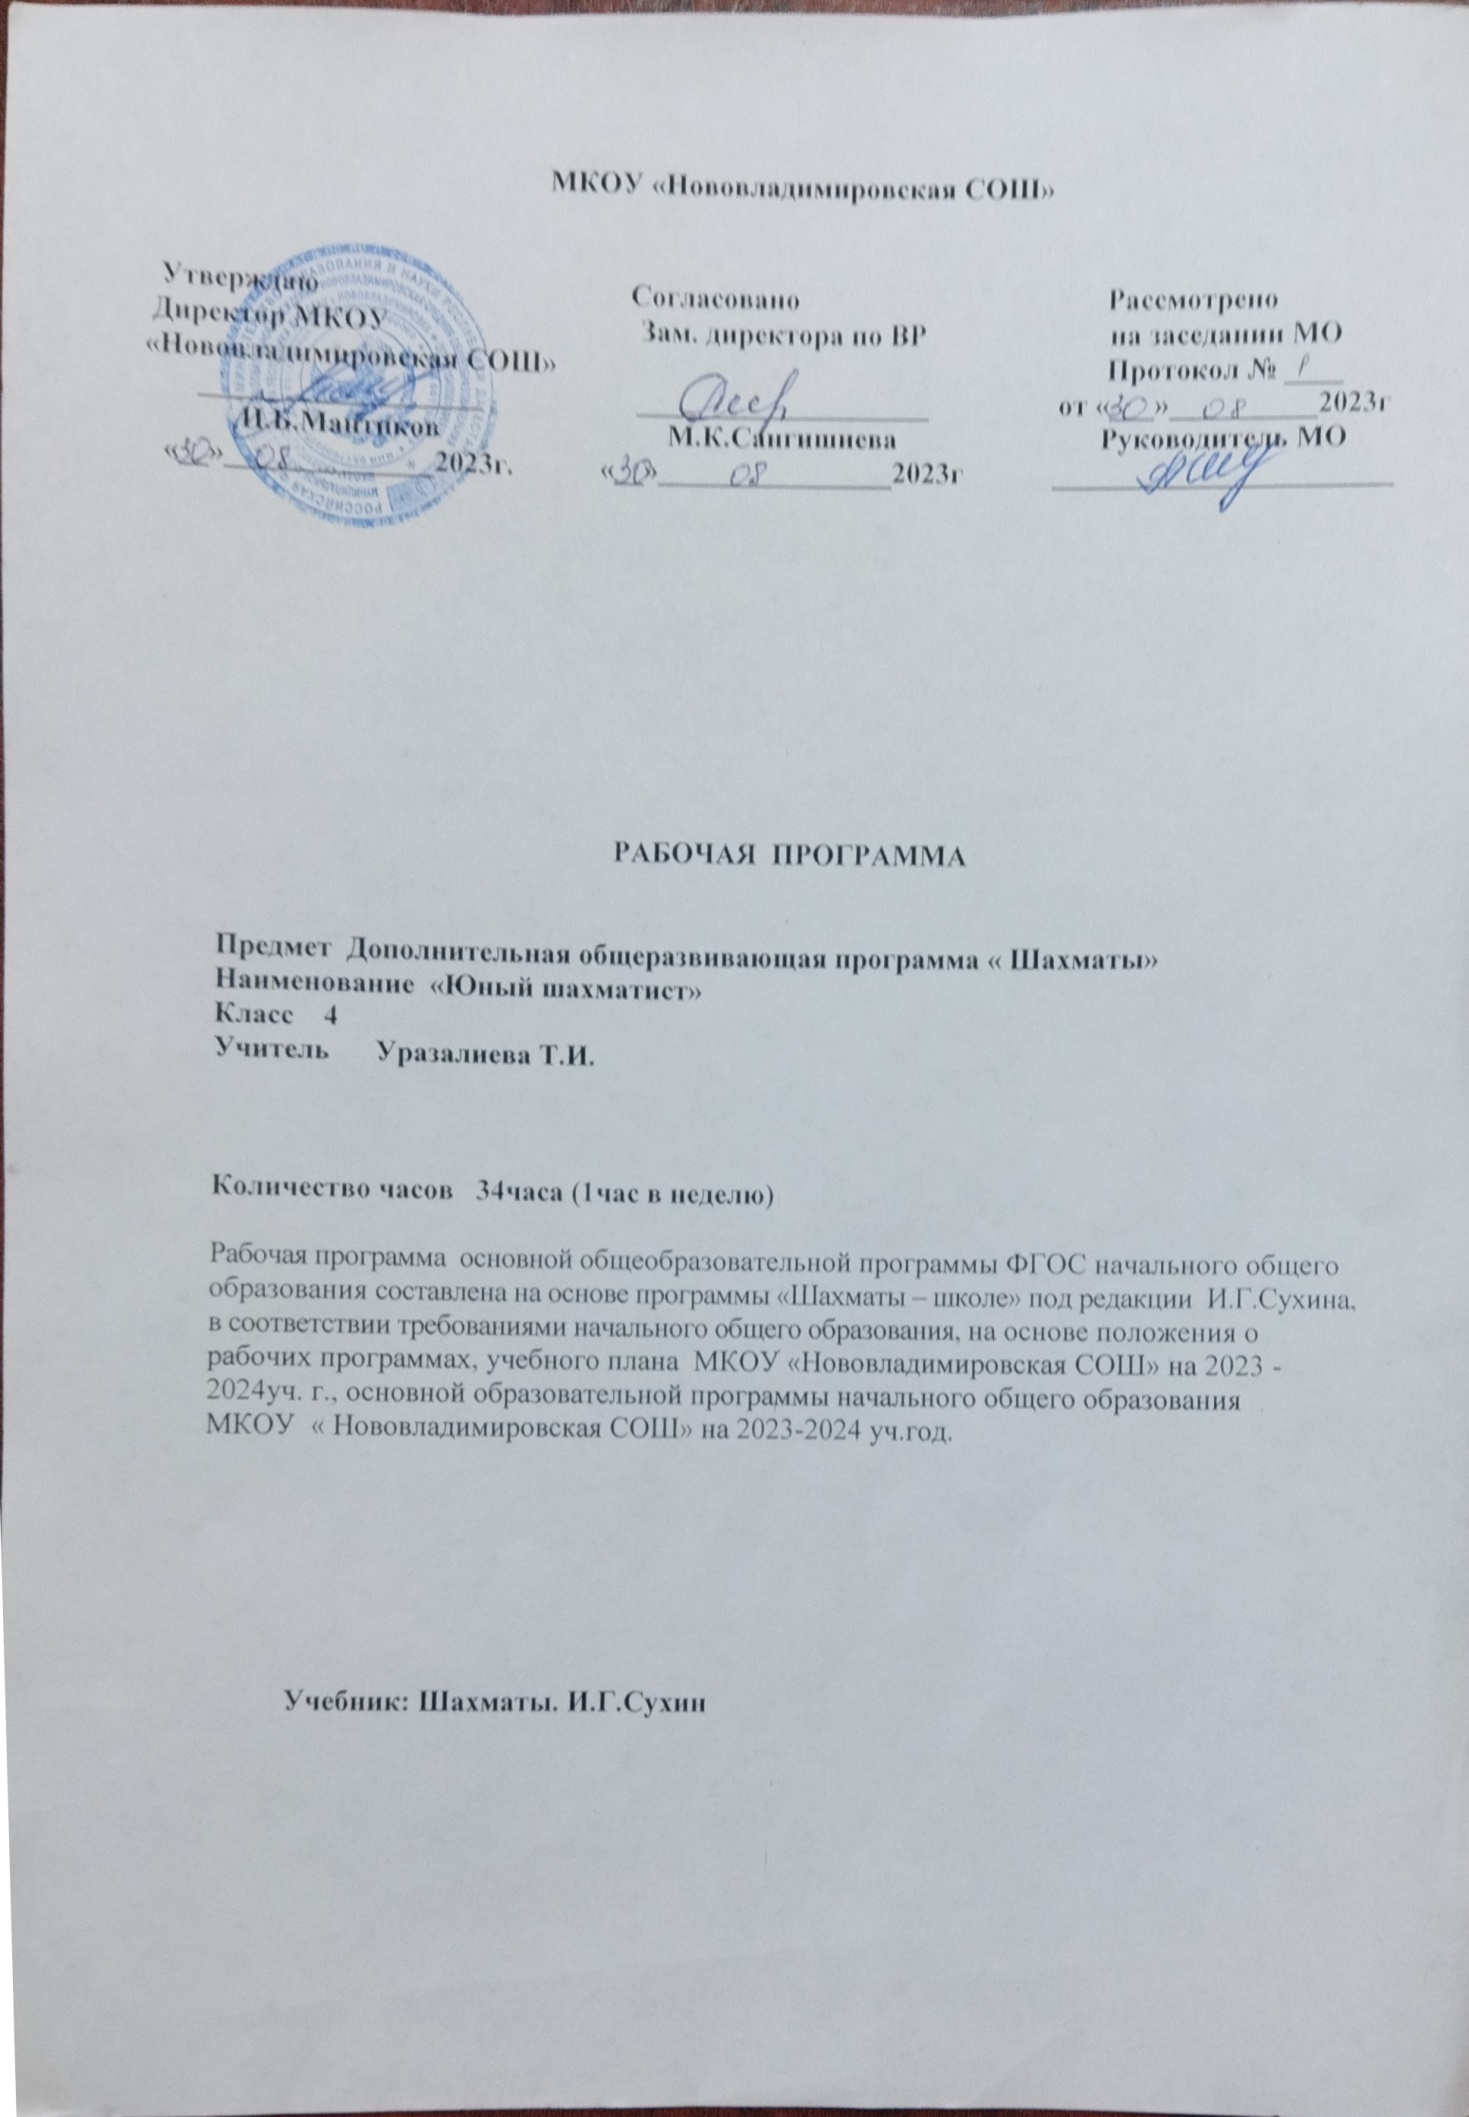 МКОУ «Нововладимировская СОШ»
Утверждаю
Директор МКОУ
«Нововладимировская СОШ»
И.Б.Мантиков
«30» 08 2023г.
Согласовано
Зам. директора по ВР
М.К.Сангишиева
«30» 08 2023г
Рассмотрено
на заседании МО
Протокол № 1
от «30» 08 2023г
Руководитель МО
РАБОЧАЯ ПРОГРАММА
Предмет Дополнительная общеразвивающая программа « Шахматы»
Наименование «Юный шахматист»
Класс 4
Учитель Уразалиева Т.И.
Количество часов 34часа (1час в неделю)
Рабочая программа основной общеобразовательной программы ФГОС начального общего
образования составлена на основе программы «Шахматы – школе» под редакции И.Г.Сухина,
в соответствии требованиями начального общего образования, на основе положения о
рабочих программах, учебного плана МКОУ «Нововладимировская СОШ» на 2023 -
2024уч. г., основной образовательной программы начального общего образования
МКОУ « Нововладимировская СОШ» на 2023-2024 уч.год.
Учебник: Шахматы. И.Г.Сухин